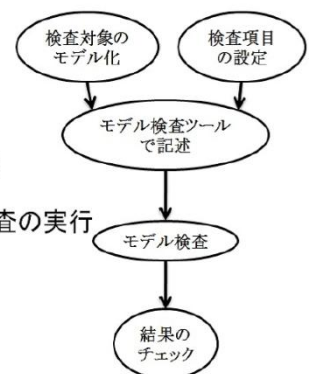 検査対象の
モデル化
検査項目
の設定
モデル検査ツール
で記述
査の実行
モデル検査
結果の
チェック